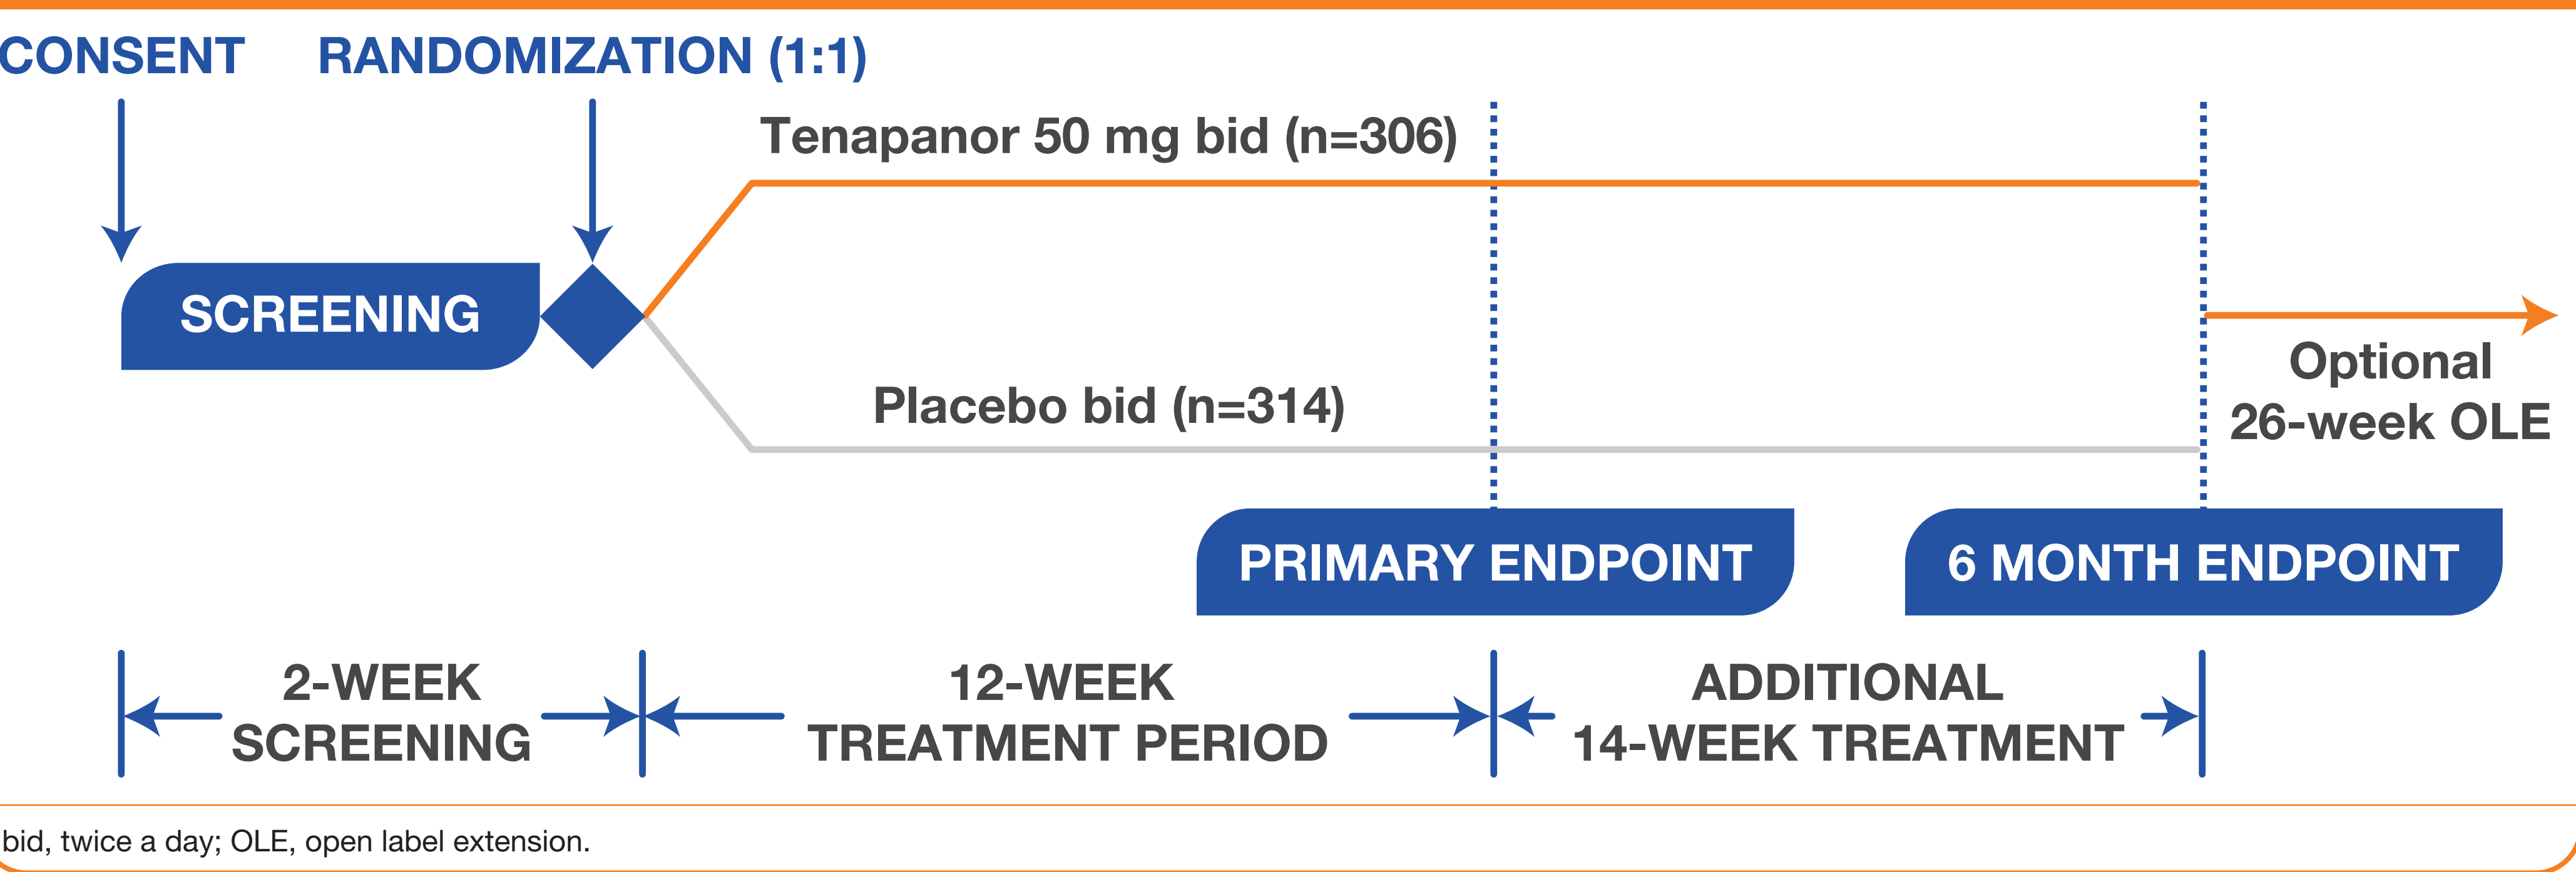 CONSENT
RANDOMIZATION (1:1)
Tenapanor 50 mg bid (n=306)
SCREENING
Placebo bid (n=314)
Optional
26-week OLE
PRIMARY ENDPOINT
6 MONTH ENDPOINT
2-WEEK
SCREENING
12-WEEK
TREATMENT PERIOD
ADDITIONAL
14-WEEK TREATMENT
bid, twice a day; OLE, open label extension.